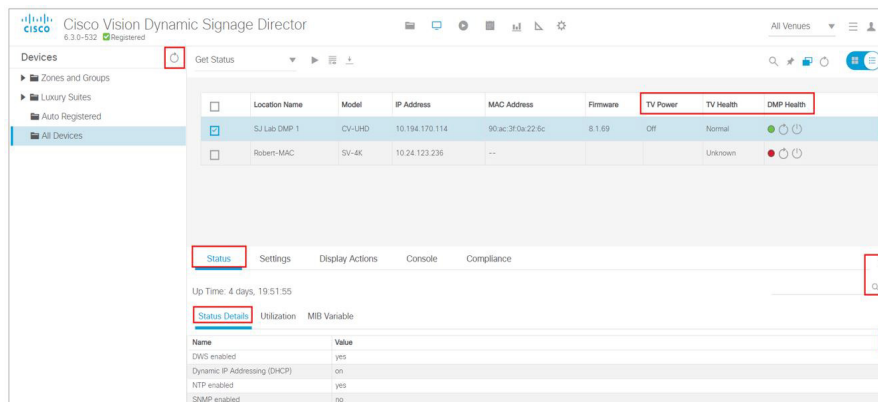 CISCO Cisco Vision Dynamic Signage Director
6.3.0-532 Registered
All Venues
Devices
Get Status
Zones and Groups
Luxury Suites
Auto Registered
All Devices
Location Name Model IP Address MAC Address Firmware TV Power TV Health DMP Health
SJ Lab DMP 1 CV-UHD 10.194.170.114 90:ac:3f:0a:22:6c 8.1.69 Off Normal
Robert-MAC SV-4K 10.24.123.236 -- Unknown
Status Settings Display Actions Console Compliance
Up Time: 4 days, 19:51:55
Status Details Utilization MIB Variable
Name Value
DWS enabled yes
Dynamic IP Addressing (DHCP) on
NTP enabled yes
SNMP enabled no